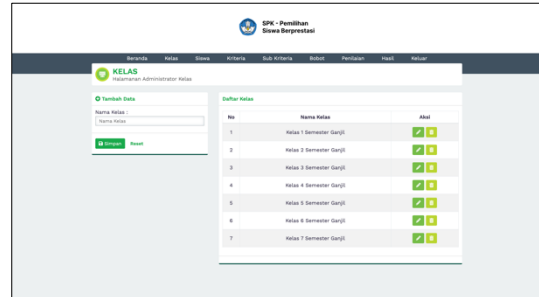 SPK - Pemilihan
Siswa Berprestasi
Beranda Kelas Siswa Kriteria Sub Kriteria Bobot Penilaian Hasil Keluar
KELAS
Halamanan Administrator Kelas
Tambah Data
Nama Kelas :
Nama Kelas
Simpan Reset
Daftar Kelas
No Nama Kelas Aksi
1 Kelas 1 Semester Ganjil
2 Kelas 2 Semester Ganjil
3 Kelas 3 Semester Ganjil
4 Kelas 4 Semester Ganjil
5 Kelas 5 Semester Ganjil
6 Kelas 6 Semester Ganjil
7 Kelas 7 Semester Ganjil